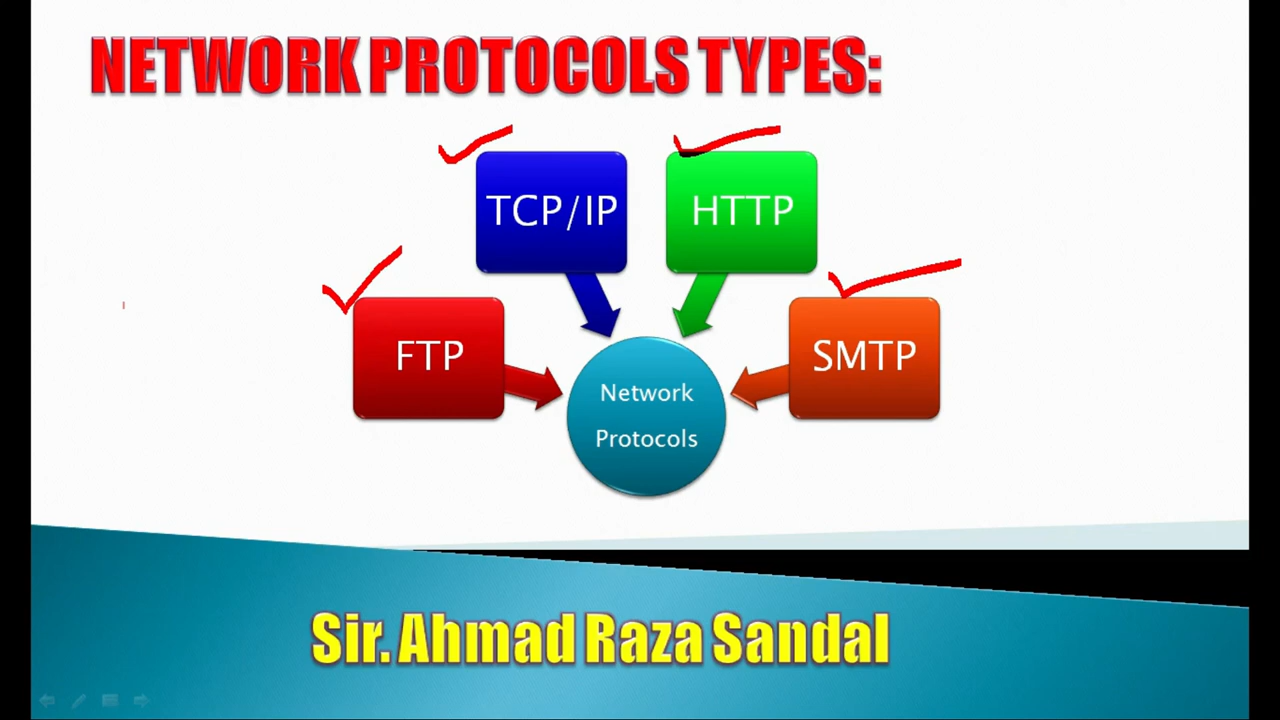 NETWORK PROTOCOLS TYPES:
TCP/IP
HTTP
FTP
SMTP
Network
Protocols
Sir. Ahmad Raza Sandal